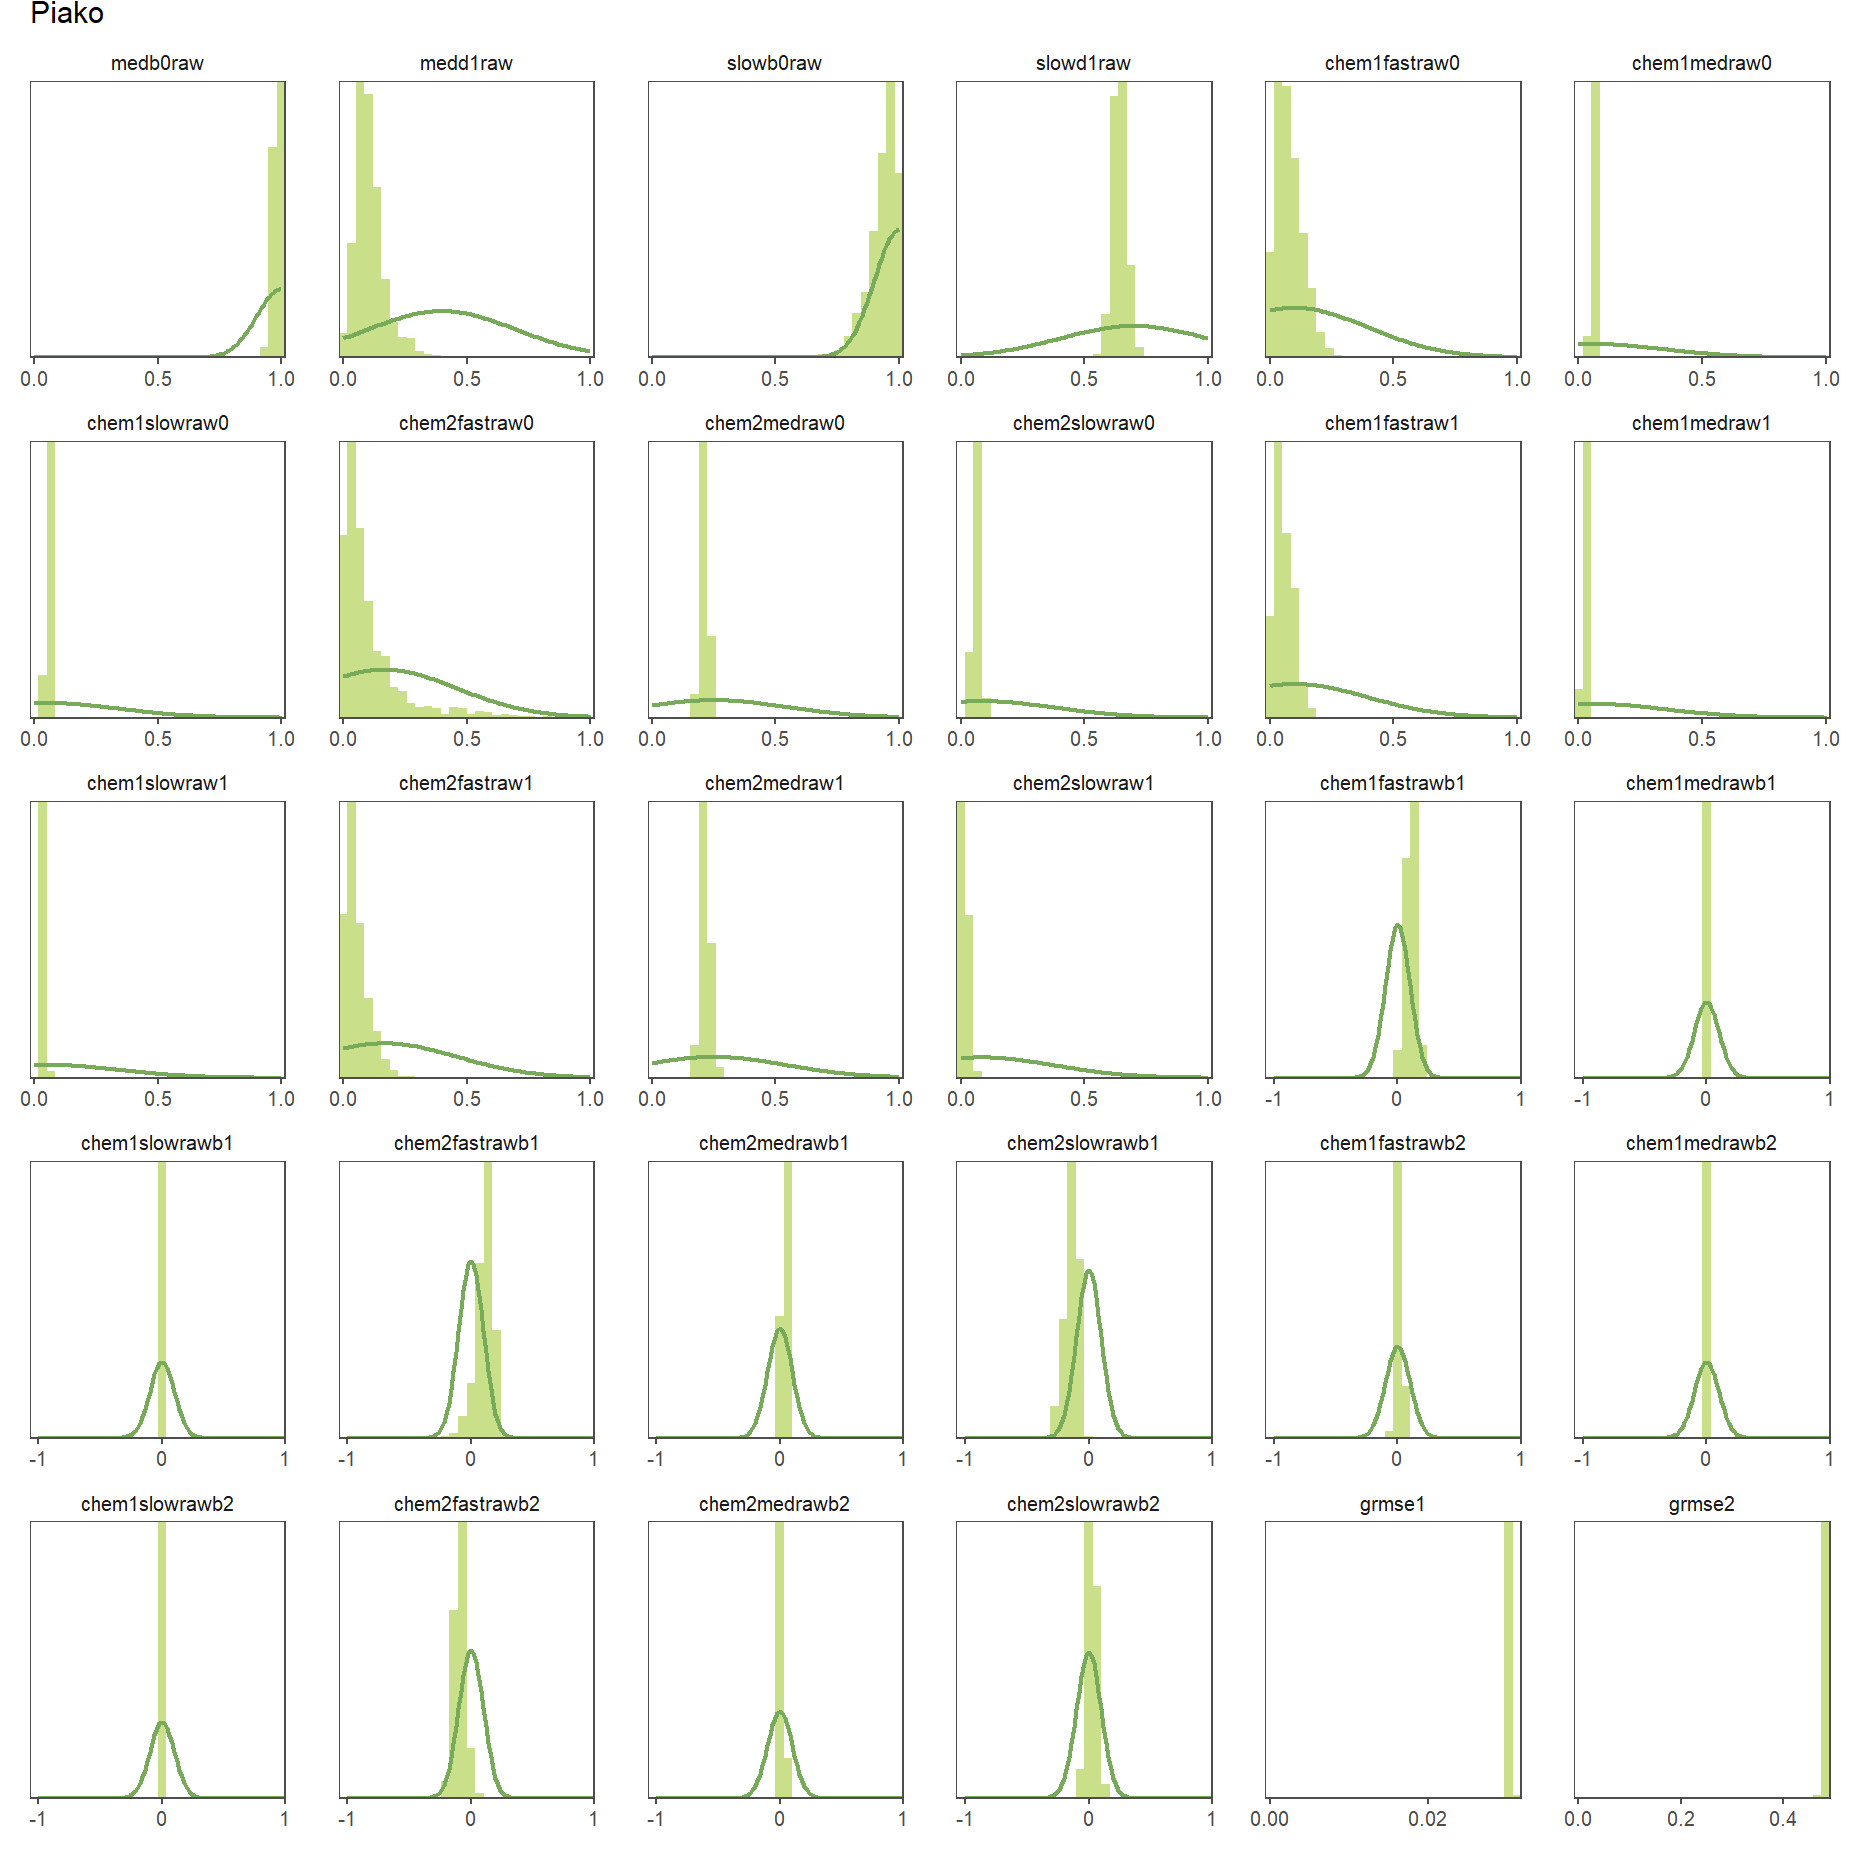 Piako
medb0raw medd1raw slowb0raw slowd1raw chem1fastraw0 chem1medraw0
0.0 0.5 1.0 0.0 0.5 1.0 0.0 0.5 1.0 0.0 0.5 1.0 0.0 0.5 1.0 0.0 0.5 1.0
chem1slowraw0 chem2fastraw0 chem2medraw0 chem2slowraw0 chem1fastraw1 chem1medraw1
0.0 0.5 1.0 0.0 0.5 1.0 0.0 0.5 1.0 0.0 0.5 1.0 0.0 0.5 1.0 0.0 0.5 1.0
chem1slowraw1 chem2fastraw1 chem2medraw1 chem2slowraw1 chem1fastrawb1 chem1medrawb1
0.0 0.5 1.0 0.0 0.5 1.0 0.0 0.5 1.0 0.0 0.5 1.0 -1 0 1 -1 0 1
chem1slowrawb1 chem2fastrawb1 chem2medrawb1 chem2slowrawb1 chem1fastrawb2 chem1medrawb2
-1 0 1 -1 0 1 -1 0 1 -1 0 1 -1 0 1 -1 0 1
chem1slowrawb2 chem2fastrawb2 chem2medrawb2 chem2slowrawb2 grmse1 grmse2
-1 0 1 -1 0 1 -1 0 1 -1 0 1 0.00 0.02 0.0 0.2 0.4